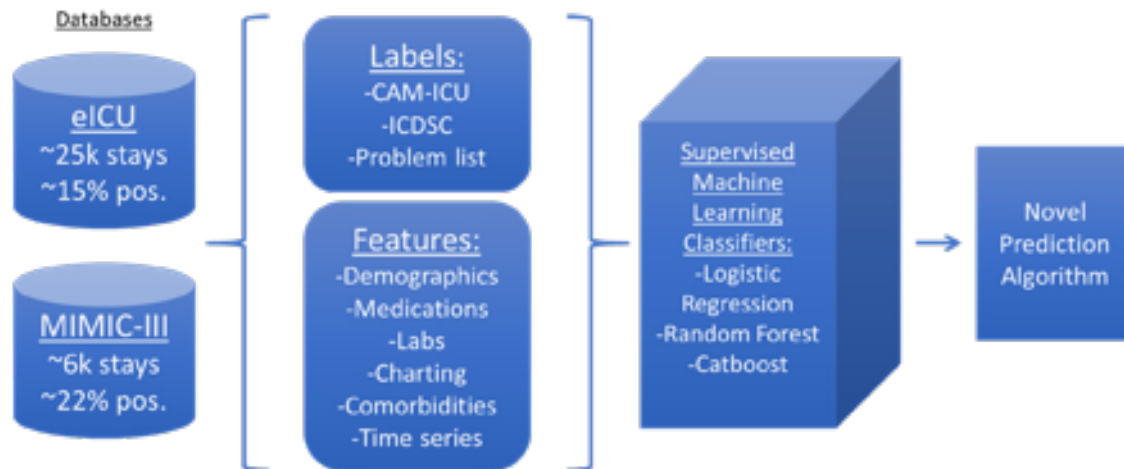 Databases
eICU
~25k stays
~15% pos.
MIMIC-III
~6k stays
~22% pos.
Labels:
-CAM-ICU
-ICDSC
-Problem list
Features:
-Demographics
-Medications
-Labs
-Charting
-Comorbidities
-Time series
Supervised
Machine
Learning
Classifiers:
-Logistic
Regression
-Random Forest
-Catboost
Novel
Prediction
Algorithm